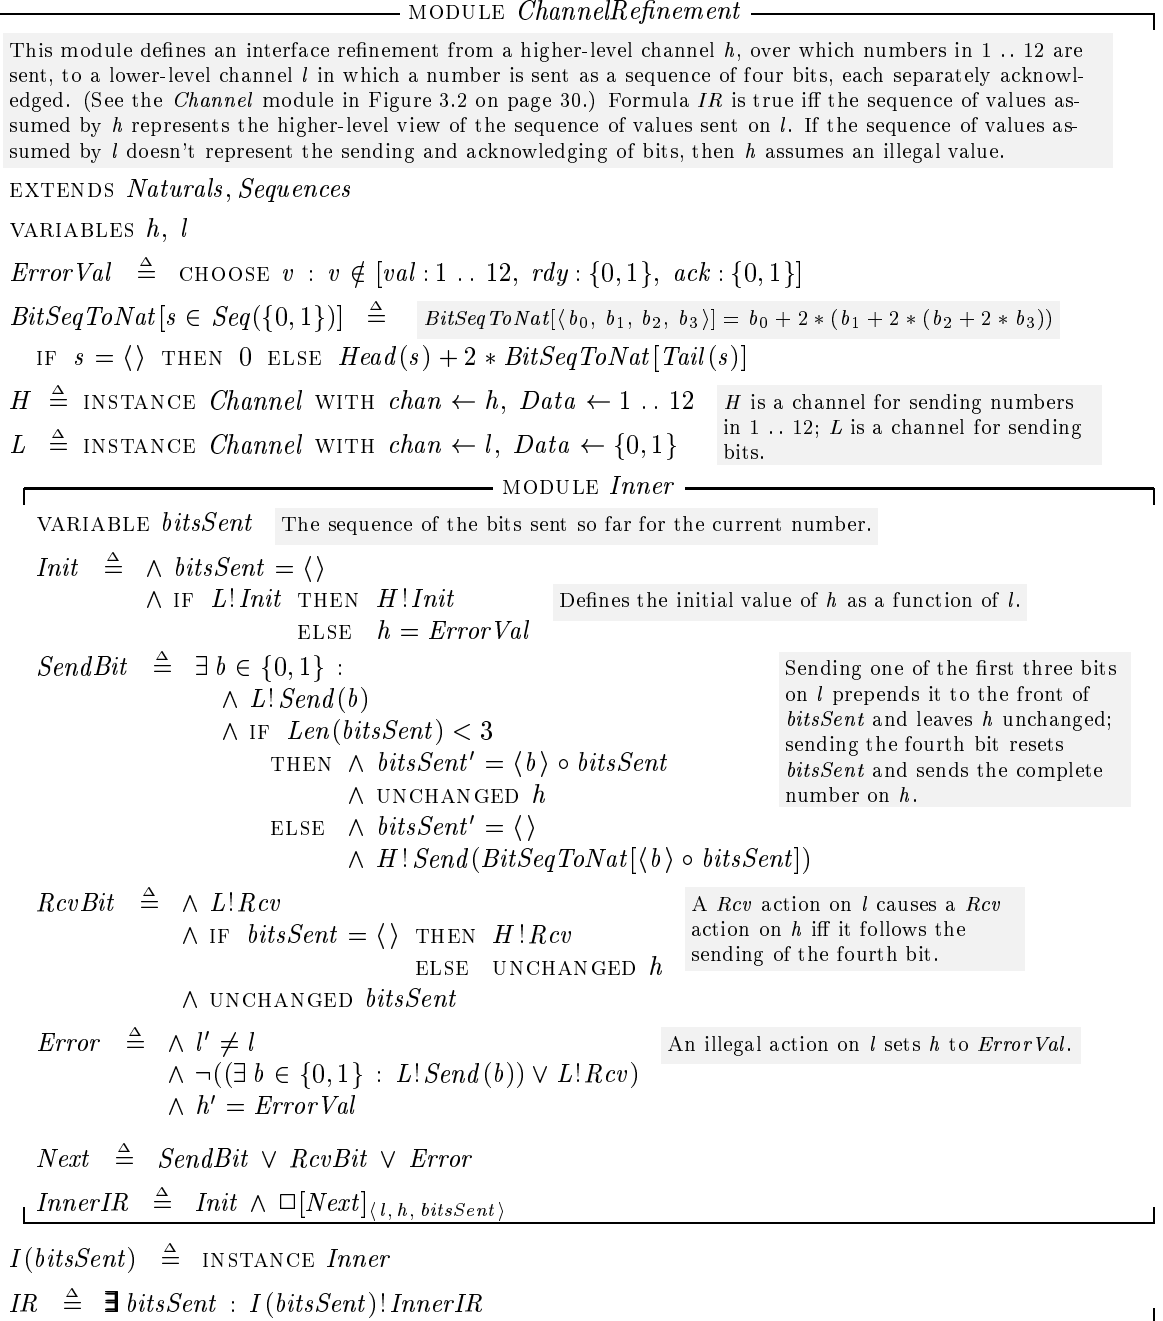 MODULE ChannelRefinement
This module defines an interface refinement from a higher-level channel h, over which numbers in 1 .. 12 are
sent, to a lower-level channel l in which a number is sent as a sequence of four bits, each separately acknowl-
edged. (See the Channel module in Figure 3.2 on page 30.) Formula IR is true iff the sequence of values as-
sumed by h represents the higher-level view of the sequence of values sent on l. If the sequence of values as-
sumed by l doesn't represent the sending and acknowledging of bits, then h assumes an illegal value.
EXTENDS Naturals, Sequences
VARIABLES h, l
ErrorVal ≜ CHOOSE v : v ∉ [val : 1 .. 12, rdy : {0,1}, ack : {0,1}]
BitSeqToNat[s ∈ Seq({0,1})] ≜ BitSeqToNat[⟨b₀, b₁, b₂, b₃⟩] = b₀ + 2 * (b₁ + 2 * (b₂ + 2 * b₃))
IF s = ⟨⟩ THEN 0 ELSE Head(s) + 2 * BitSeqToNat[Tail(s)]
H ≜ INSTANCE Channel WITH chan ← h, Data ← 1 .. 12
L ≜ INSTANCE Channel WITH chan ← l, Data ← {0,1}
H is a channel for sending numbers
in 1 .. 12; L is a channel for sending
bits.
MODULE Inner
VARIABLE bitsSent The sequence of the bits sent so far for the current number.
Init ≜ ∧ bitsSent = ⟨⟩
∧ IF L!Init THEN H!Init Defines the initial value of h as a function of l.
ELSE h = ErrorVal
SendBit ≜ ∃ b ∈ {0,1} :
∧ L!Send(b)
∧ IF Len(bitsSent) < 3
THEN ∧ bitsSent′ = ⟨b⟩ ∘ bitsSent
∧ UNCHANGED h
ELSE ∧ bitsSent′ = ⟨⟩
∧ H!Send(BitSeqToNat[⟨b⟩ ∘ bitsSent])
Sending one of the first three bits
on l prepends it to the front of
bitsSent and leaves h unchanged;
sending the fourth bit resets
bitsSent and sends the complete
number on h.
RcvBit ≜ ∧ L!Rcv
∧ IF bitsSent = ⟨⟩ THEN H!Rcv
ELSE UNCHANGED h
∧ UNCHANGED bitsSent
A Rcv action on l causes a Rcv
action on h iff it follows the
sending of the fourth bit.
Error ≜ ∧ l′ ≠ l An illegal action on l sets h to ErrorVal.
∧ ¬((∃ b ∈ {0,1} : L!Send(b)) ∨ L!Rcv)
∧ h′ = ErrorVal
Next ≜ SendBit ∨ RcvBit ∨ Error
InnerIR ≜ Init ∧ □[Next]⟨l, h, bitsSent⟩
I(bitsSent) ≜ INSTANCE Inner
IR ≜ ∃ bitsSent : I(bitsSent)!InnerIR